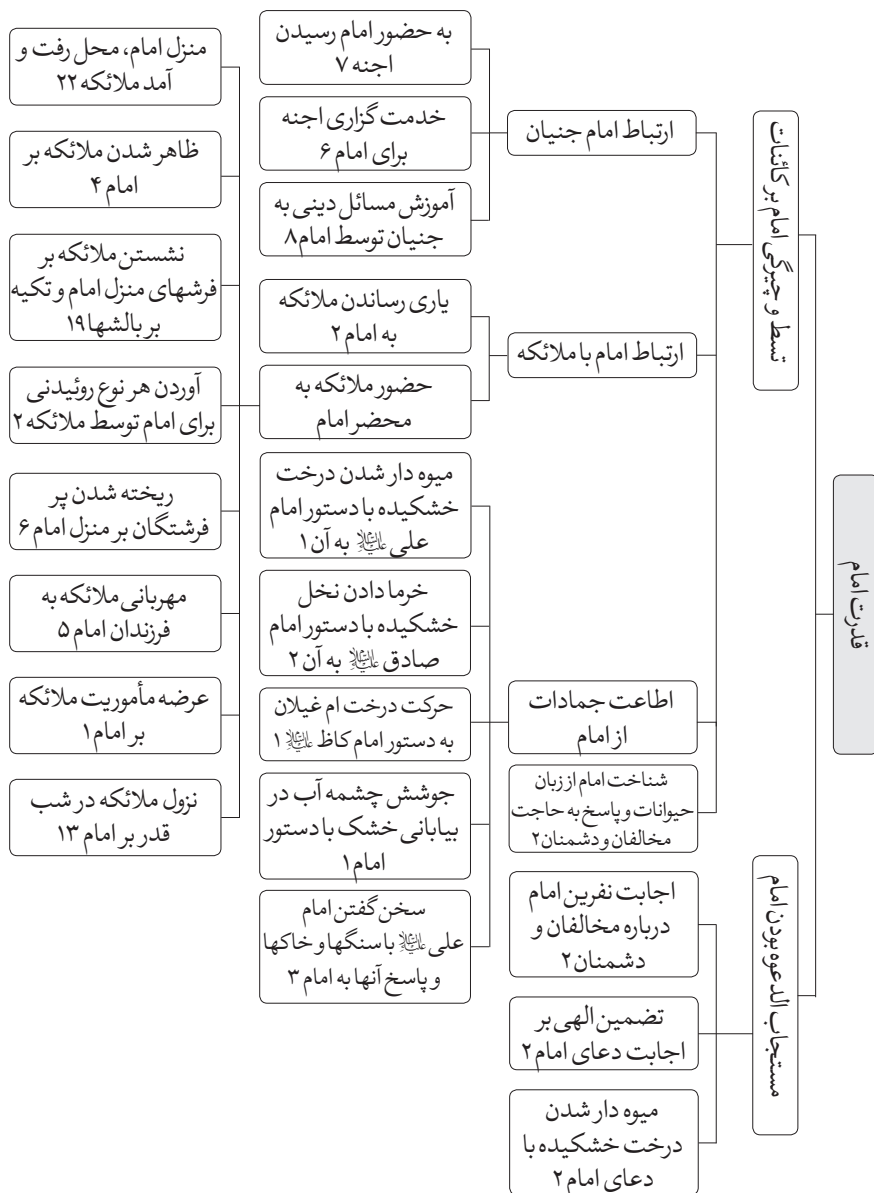 قدرت امام
تسط و چیرگی امام بر کائنات
ارتباط امام جنیان
به حضور امام رسیدن
اجنه ۷
خدمت گزاری اجنه
برای امام ۶
آموزش مسائل دینی به
جنیان توسط امام ۸
ارتباط امام با ملائکه
یاری رساندن ملائکه
به امام ۲
حضور ملائکه به
محضر امام
منزل امام، محل رفت و
آمد ملائکه ۲۲
ظاهر شدن ملائکه بر
امام ۴
نشستن ملائکه بر
فرشهای منزل امام و تکیه
بر بالشها ۱۹
آوردن هر نوع روئیدنی
برای امام توسط ملائکه ۲
ریخته شدن پر
فرشتگان بر منزل امام ۶
مهربانی ملائکه به
فرزندان امام ۵
عرضه مأموریت ملائکه
بر امام ۱
نزول ملائکه در شب
قدر بر امام ۱۳
اطاعت جمادات
از امام
میوه دار شدن درخت
خشکیده با دستور امام
علی علیه‌السلام به آن ۱
خرما دادن نخل
خشکیده با دستور امام
صادق علیه‌السلام به آن ۲
حرکت درخت ام غیلان
به دستور امام کاظ علیه‌السلام ۱
جوشش چشمه آب در
بیابانی خشک با دستور
امام ۱
سخن گفتن امام
علی علیه‌السلام با سنگها و خاکها
و پاسخ آنها به امام ۳
شناخت امام از زبان
حیوانات و پاسخ به حاجت
مخالفان و دشمنان ۲
مستجاب الدعوه بودن امام
اجابت نفرین امام
درباره مخالفان و
دشمنان ۲
تضمین الهی بر
اجابت دعای امام ۲
میوه دار شدن
درخت خشکیده با
دعای امام ۲